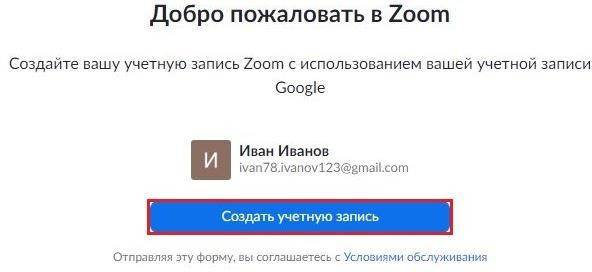 Добро пожаловать в Zoom
Создайте вашу учетную запись Zoom с использованием вашей учетной записи
Google
И
Иван Иванов
ivan78.ivanov123@gmail.com
Создать учетную запись
Отправляя эту форму, вы соглашаетесь с Условиями обслуживания